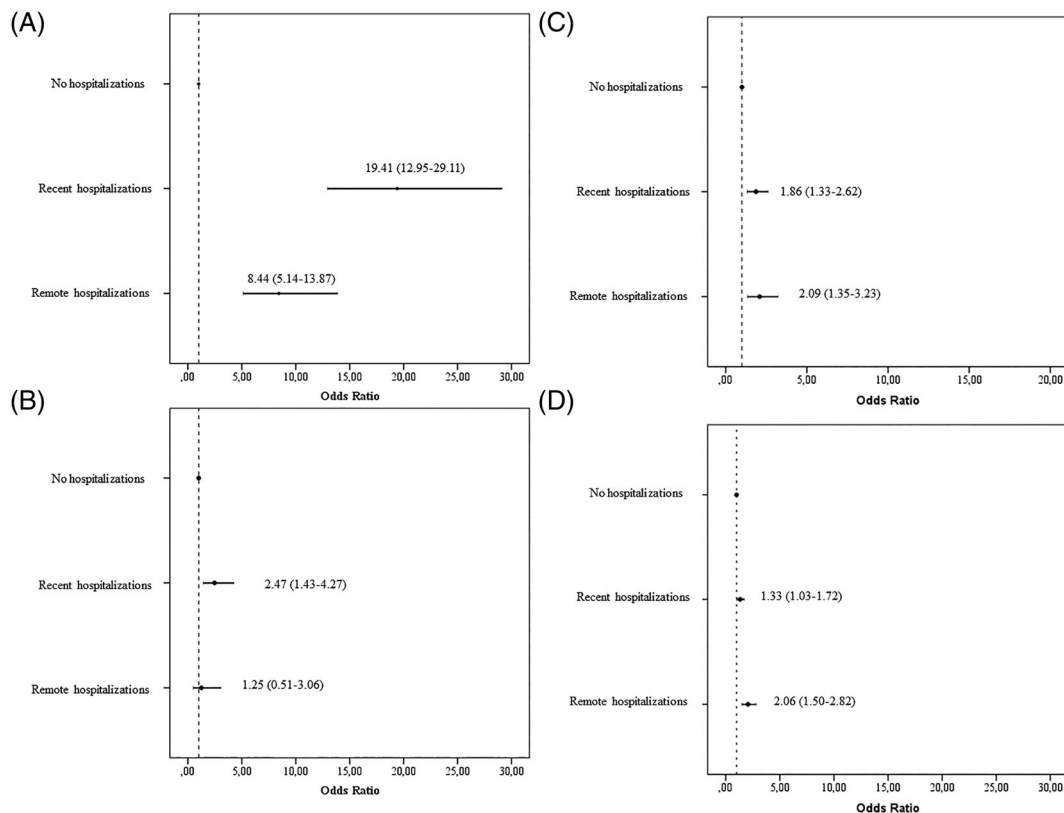 (A)
No hospitalizations
19.41 (12.95-29.11)
Recent hospitalizations
8.44 (5.14-13.87)
Remote hospitalizations
,00 5,00 10,00 15,00 20,00 25,00 30,00
Odds Ratio
(B)
No hospitalizations
Recent hospitalizations
2.47 (1.43-4.27)
Remote hospitalizations
1.25 (0.51-3.06)
,00 5,00 10,00 15,00 20,00 25,00 30,00
Odds Ratio
(C)
No hospitalizations
Recent hospitalizations
1.86 (1.33-2.62)
Remote hospitalizations
2.09 (1.35-3.23)
,00 5,00 10,00 15,00 20,00
Odds Ratio
(D)
No hospitalizations
Recent hospitalizations
1.33 (1.03-1.72)
Remote hospitalizations
2.06 (1.50-2.82)
,00 5,00 10,00 15,00 20,00 25,00 30,0
Odds Ratio